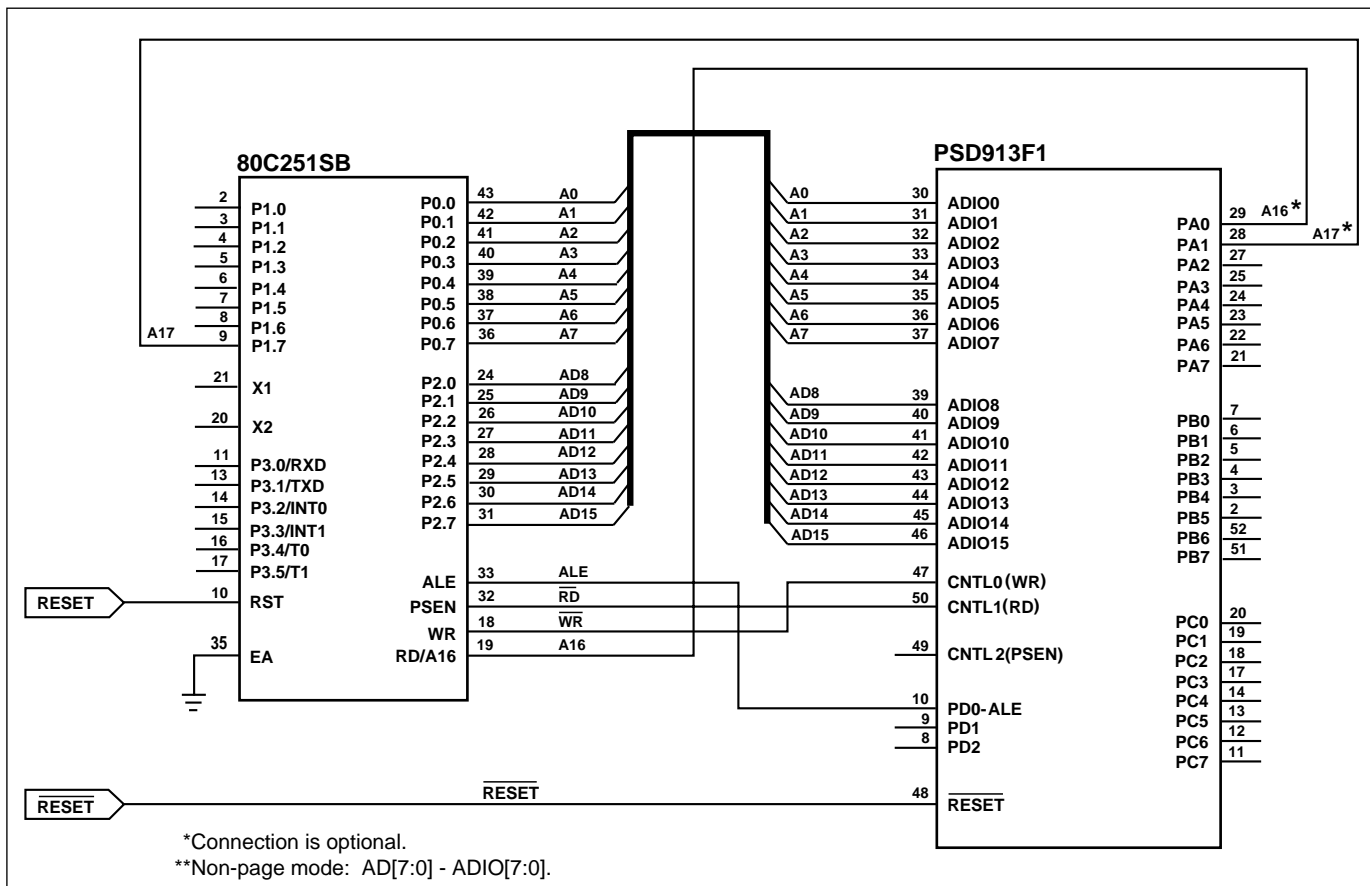 80C251SB
2 P1.0
3 P1.1
4 P1.2
5 P1.3
6 P1.4
7 P1.5
8 P1.6
A17 9 P1.7
21 X1
20 X2
11 P3.0/RXD
13 P3.1/TXD
14 P3.2/INT0
15 P3.3/INT1
16 P3.4/T0
17 P3.5/T1
RESET 10 RST
35 EA
P0.0 43 A0
P0.1 42 A1
P0.2 41 A2
P0.3 40 A3
P0.4 39 A4
P0.5 38 A5
P0.6 37 A6
P0.7 36 A7
P2.0 24 AD8
P2.1 25 AD9
P2.2 26 AD10
P2.3 27 AD11
P2.4 28 AD12
P2.5 29 AD13
P2.6 30 AD14
P2.7 31 AD15
ALE 33 ALE
PSEN 32 RD
WR 18 WR
RD/A16 19 A16
PSD913F1
A0 30 ADIO0
A1 31 ADIO1
A2 32 ADIO2
A3 33 ADIO3
A4 34 ADIO4
A5 35 ADIO5
A6 36 ADIO6
A7 37 ADIO7
AD8 39 ADIO8
AD9 40 ADIO9
AD10 41 ADIO10
AD11 42 ADIO11
AD12 43 ADIO12
AD13 44 ADIO13
AD14 45 ADIO14
AD15 46 ADIO15
47 CNTL0(WR)
50 CNTL1(RD)
49 CNTL2(PSEN)
10 PD0-ALE
9 PD1
8 PD2
48 RESET
PA0 29 A16*
PA1 28 A17*
PA2 27
PA3 25
PA4 24
PA5 23
PA6 22
PA7 21
PB0 7
PB1 6
PB2 5
PB3 4
PB4 3
PB5 2
PB6 52
PB7 51
PC0 20
PC1 19
PC2 18
PC3 17
PC4 14
PC5 13
PC6 12
PC7 11
RESET RESET
*Connection is optional.
**Non-page mode: AD[7:0] - ADIO[7:0].